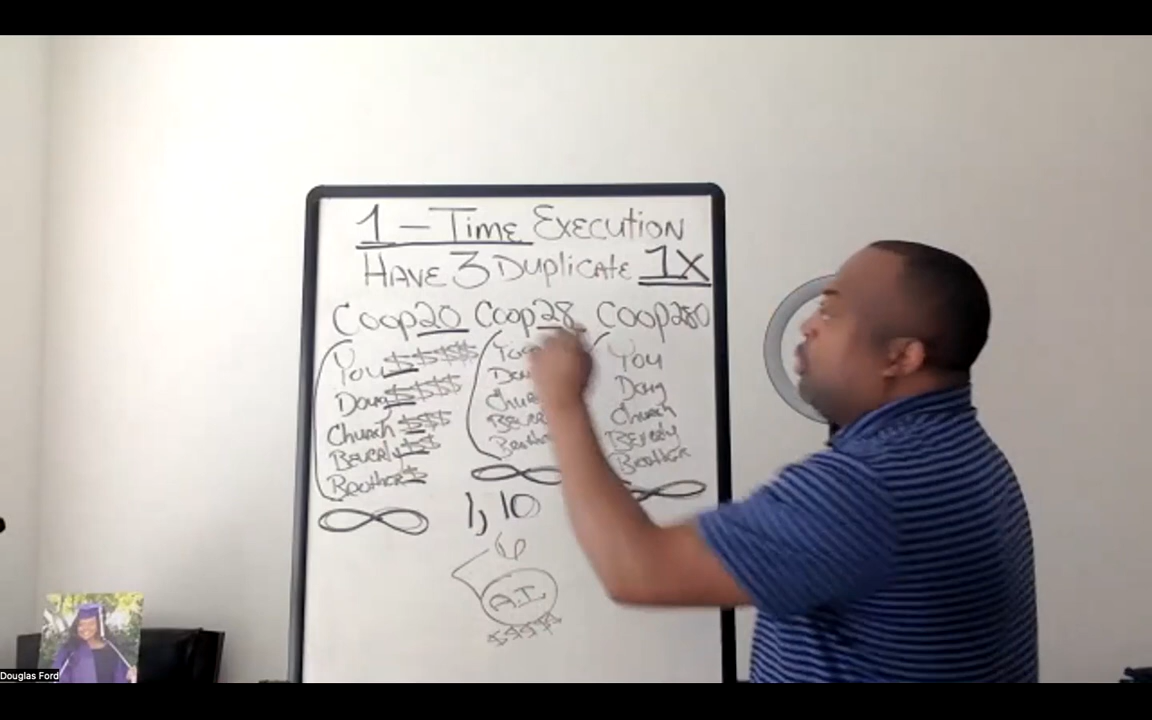 1 - Time Execution
Have 3 Duplicate 1X
Coop20 Coop28 Coop280
You $$$$$
Doug $$$$
Church $$$
Beverly $$
Brother $
You
Doug
Church
Beverly
Brother
1, 10
A.I.
Douglas Ford